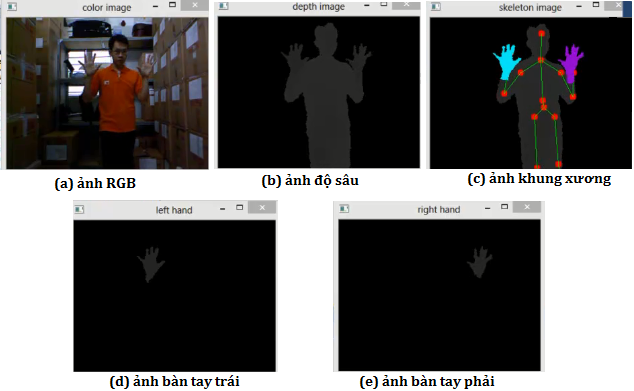 color image
depth image
skeleton image
(a) ảnh RGB
(b) ảnh độ sâu
(c) ảnh khung xương
left hand
right hand
(d) ảnh bàn tay trái
(e) ảnh bàn tay phải